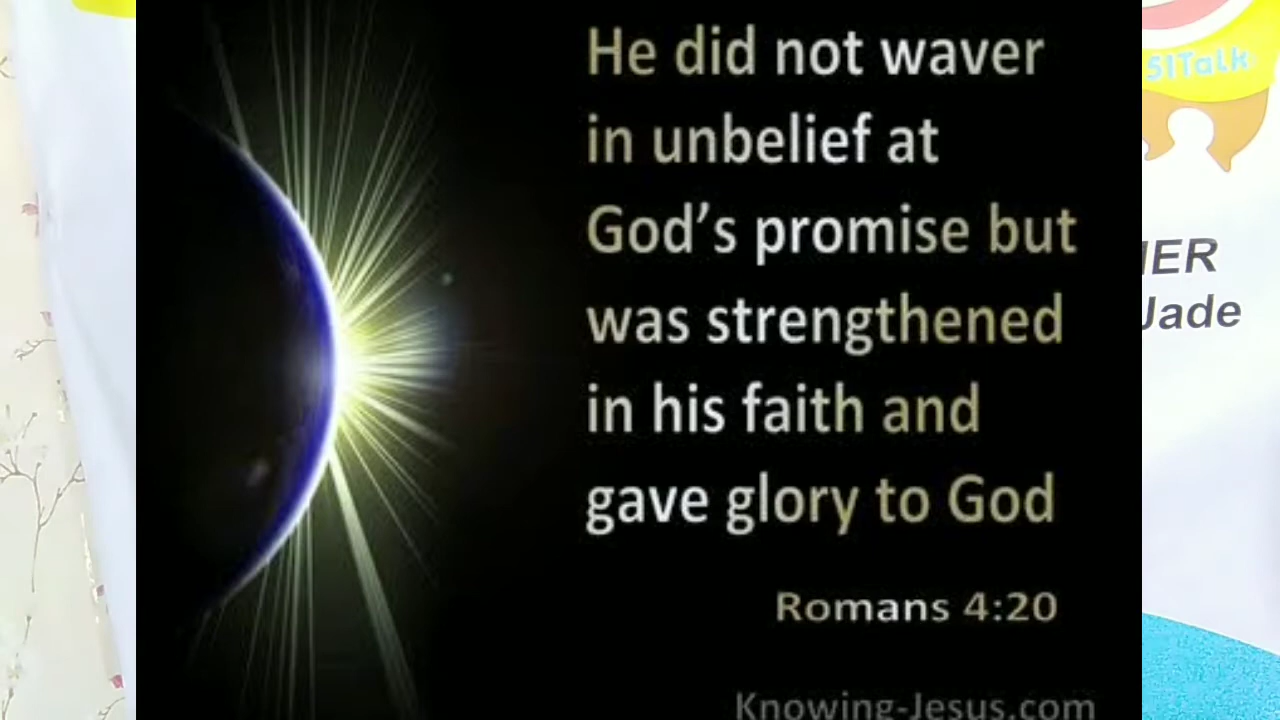 He did not waver
in unbelief at
God’s promise but
was strengthened
in his faith and
gave glory to God
Romans 4:20
Knowing-Jesus.com
51Talk
Jade